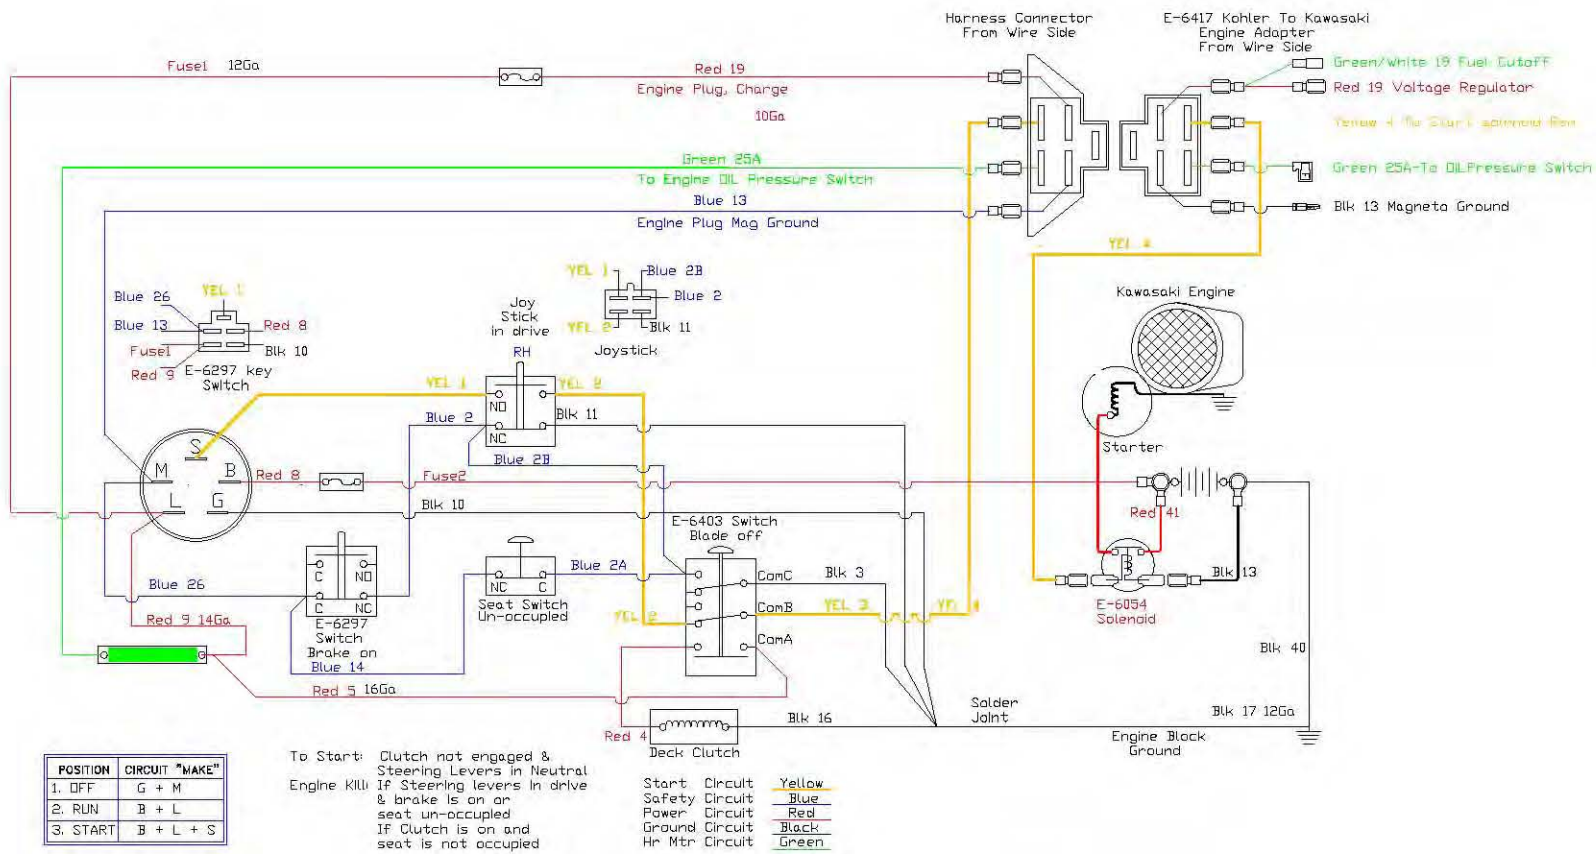 Harness Connector
From Wire Side
E-6417 Kohler To Kawasaki
Engine Adapter
From Wire Side
Fuse1 12Ga
Red 19
Engine Plug, Charge
10Ga
Green/White 19 Fuel Cutoff
Red 19 Voltage Regulator
Yellow 4 To Start solenoid
Green 25A
To Engine OIL Pressure Switch
Green 25A-To OILPressure Switch
Blue 13
Engine Plug Mag Ground
Blk 13 Magneto Ground
YEL 4
YEL 1
Blue 26
Blue 13
Fuse1
Red 9
Red 8
Blk 10
E-6297 key
Switch
Joy
Stick
in drive
RH
YEL 1
Blue 2B
Blue 2
YEL 2
Blk 11
Joystick
Kawasaki Engine
YEL 1
YEL 2
NO
NC
Blue 2
Blk 11
Blue 2B
Starter
S
M
B
L
G
Red 8
Fuse2
Blk 10
Red 41
E-6403 Switch
Blade off
C
NO
C
NC
Blue 26
E-6297
Switch
Brake on
NC
C
Blue 2A
Seat Switch
Un-occupied
ComC
ComB
ComA
Blk 3
YEL 2
YEL 3
YEL
Blk 13
E-6054
Solenoid
Red 9 14Ga
Blue 14
Red 5 16Ga
Blk 40
Red 4
Deck Clutch
Blk 16
Solder
Joint
Blk 17 12Ga
Engine Block
Ground
POSITION CIRCUIT "MAKE"
1. OFF G + M
2. RUN B + L
3. START B + L + S
To Start: Clutch not engaged &
Steering Levers in Neutral
Engine Kill: If Steering levers in drive
& brake is on or
seat un-occupied
If Clutch is on and
seat is not occupied
Start Circuit Yellow
Safety Circuit Blue
Power Circuit Red
Ground Circuit Black
Hr Mtr Circuit Green